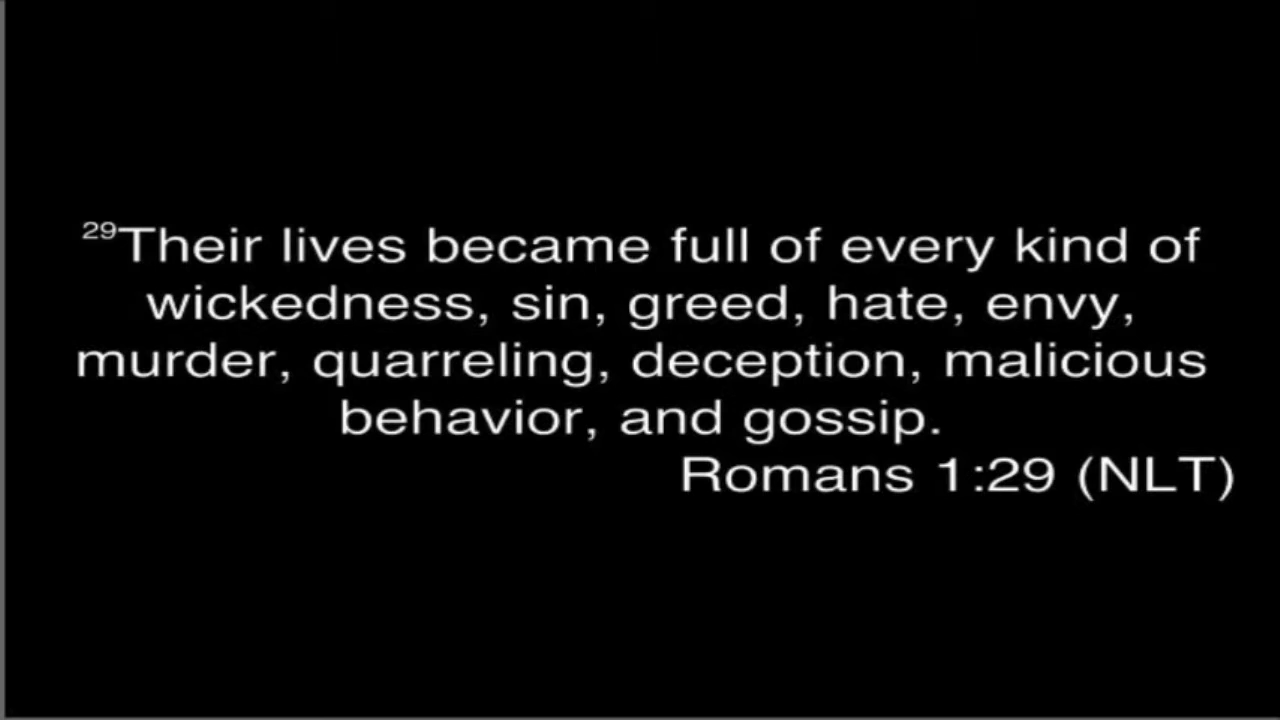 29Their lives became full of every kind of
wickedness, sin, greed, hate, envy,
murder, quarreling, deception, malicious
behavior, and gossip.
Romans 1:29 (NLT)